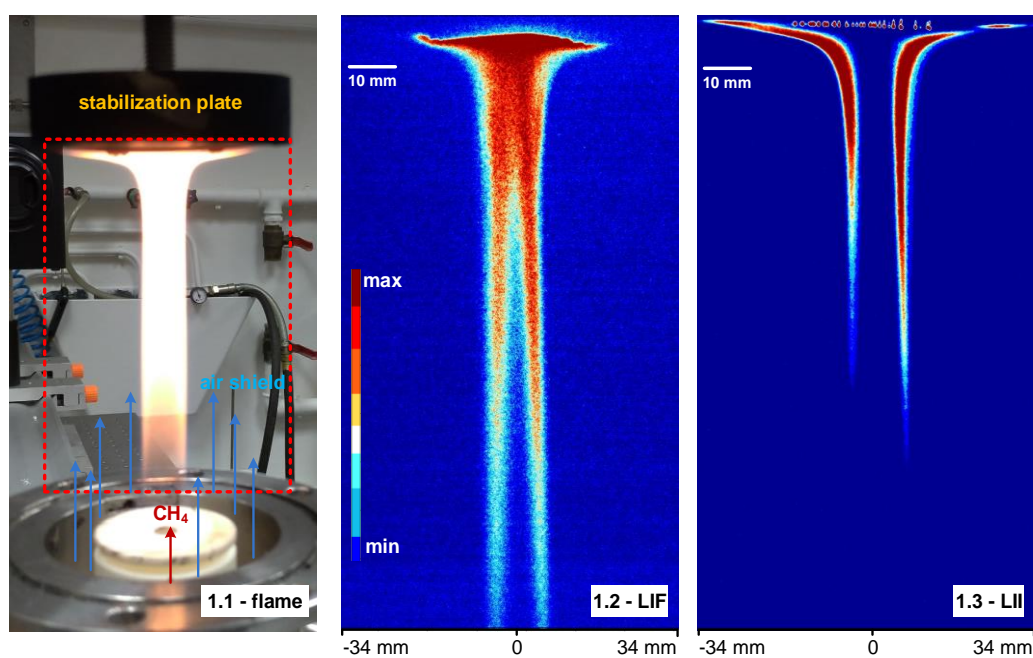 stabilization plate
air shield
CH₄
1.1 - flame
10 mm
max
min
1.2 - LIF
-34 mm 0 34 mm
10 mm
1.3 - LII
-34 mm 0 34 mm